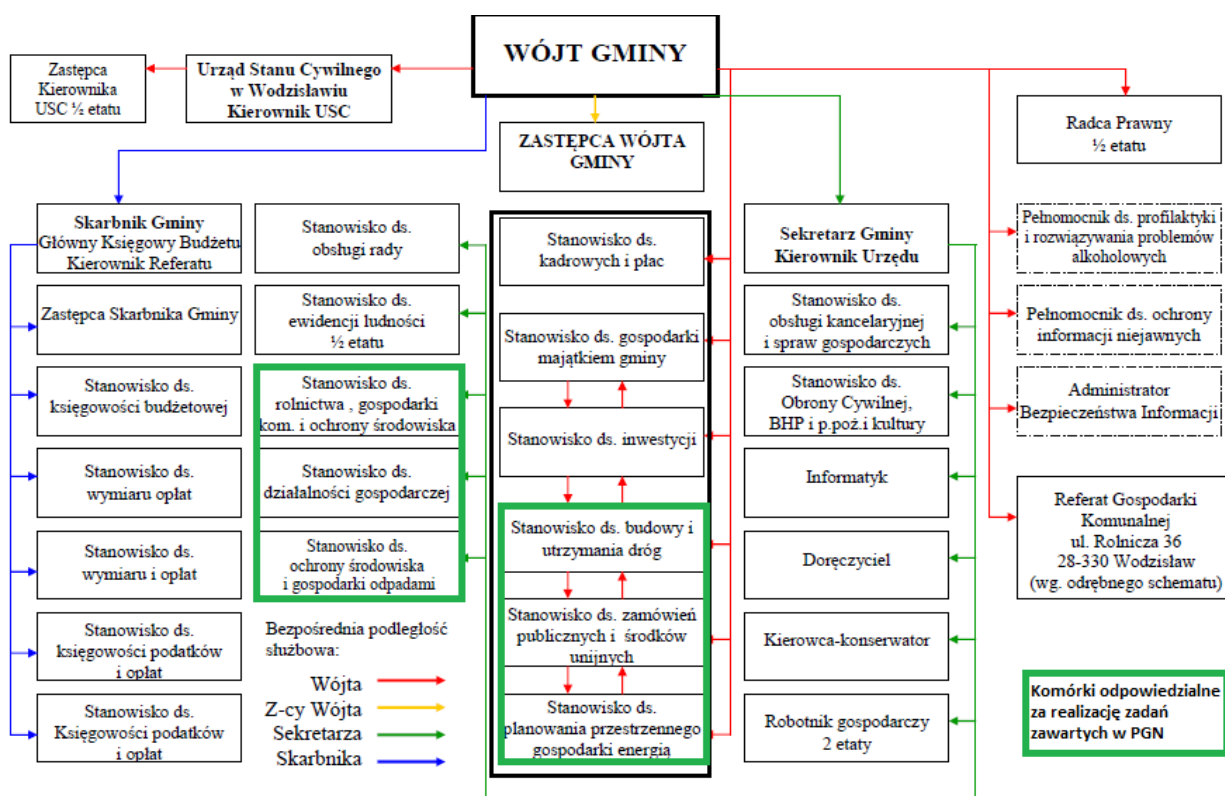 WÓJT GMINY
Zastępca
Kierownika
USC ½ etatu
Urząd Stanu Cywilnego
w Wodzisławiu
Kierownik USC
ZASTĘPCA WÓJTA
GMINY
Radca Prawny
½ etatu
Skarbnik Gminy
Główny Księgowy Budżetu
Kierownik Referatu
Zastępca Skarbnika Gminy
Stanowisko ds.
księgowości budżetowej
Stanowisko ds.
wymiaru opłat
Stanowisko ds.
wymiaru i opłat
Stanowisko ds.
księgowości podatków
i opłat
Stanowisko ds.
Księgowości podatków
i opłat
Stanowisko ds.
obsługi rady
Stanowisko ds.
ewidencji ludności
½ etatu
Stanowisko ds.
rolnictwa , gospodarki
kom. i ochrony środowiska
Stanowisko ds.
działalności gospodarczej
Stanowisko ds.
ochrony środowiska
i gospodarki odpadami
Bezpośrednia podległość
służbowa:
Wójta
Z-cy Wójta
Sekretarza
Skarbnika
Stanowisko ds.
kadrowych i płac
Stanowisko ds. gospodarki
majątkiem gminy
Stanowisko ds. inwestycji
Stanowisko ds. budowy i
utrzymania dróg
Stanowisko ds. zamówień
publicznych i środków
unijnych
Stanowisko ds.
planowania przestrzennego
gospodarki energią
Sekretarz Gminy
Kierownik Urzędu
Stanowisko ds.
obsługi kancelaryjnej
i spraw gospodarczych
Stanowisko ds.
Obrony Cywilnej,
BHP i p.poż.i kultury
Informatyk
Doręczyciel
Kierowca-konserwator
Robotnik gospodarczy
2 etaty
Pełnomocnik ds. profilaktyki
i rozwiązywania problemów
alkoholowych
Pełnomocnik ds. ochrony
informacji niejawnych
Administrator
Bezpieczeństwa Informacji
Referat Gospodarki
Komunalnej
ul. Rolnicza 36
28-330 Wodzisław
(wg. odrębnego schematu)
Komórki odpowiedzialne
za realizację zadań
zawartych w PGN